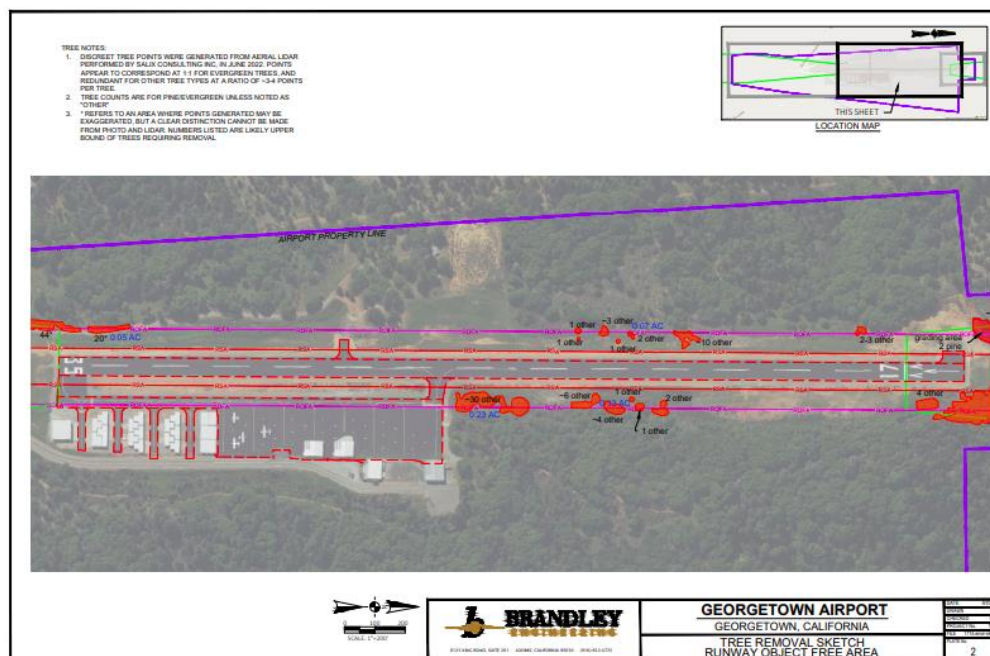 TREE NOTES:
1. DISCREET TREE POINTS WERE GENERATED FROM AERIAL LIDAR
PERFORMED BY SALIX CONSULTING INC, IN JUNE 2022. POINTS
APPEAR TO CORRESPOND AT 1:1 FOR EVERGREEN TREES, AND
REDUNDANT FOR OTHER TREE TYPES AT A RATIO OF ~3-4 POINTS
PER TREE.
2. TREE COUNTS ARE FOR PINE/EVERGREEN UNLESS NOTED AS
"OTHER"
3. * REFERS TO AN AREA WHERE POINTS GENERATED MAY BE
EXAGGERATED, BUT A CLEAR DISTINCTION CANNOT BE MADE
FROM PHOTO AND LIDAR. NUMBERS LISTED ARE LIKELY UPPER
BOUND OF TREES REQUIRING REMOVAL
THIS SHEET
LOCATION MAP
AIRPORT PROPERTY LINE
44*
20* 0.05 AC
1 other
~3 other
0.07 AC
1 other
1 other
2 other
10 other
2-3 other
grading area
2 pine
ROFA
RSA
35
17
~30 other
0.23 AC
~6 other
1 other
~4 other
2 other
1 other
4 other
SCALE: 1"=200'
BRANDLEY
ENGINEERING
GEORGETOWN AIRPORT
GEORGETOWN, CALIFORNIA
TREE REMOVAL SKETCH
RUNWAY OBJECT FREE AREA
2